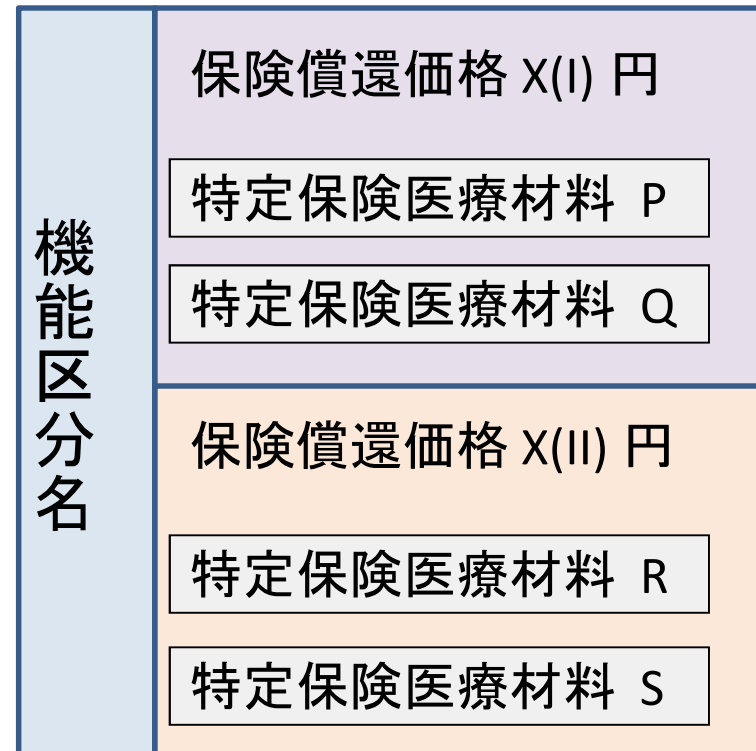 機能区分名
保険償還価格 X(I) 円
特定保険医療材料 P
特定保険医療材料 Q
保険償還価格 X(II) 円
特定保険医療材料 R
特定保険医療材料 S